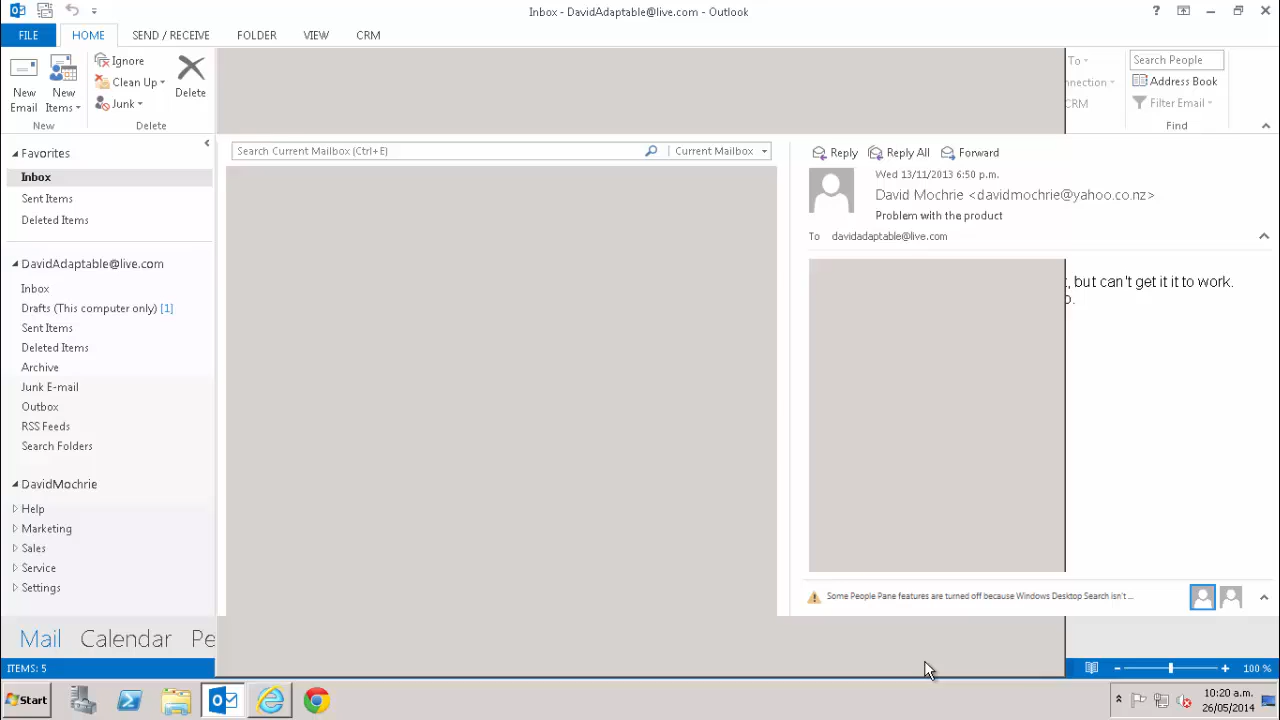 Inbox - DavidAdaptable@live.com - Outlook
FILE HOME SEND / RECEIVE FOLDER VIEW CRM
New Email
New Items
Ignore
Clean Up
Junk
Delete
To
nnection
CRM
Search People
Address Book
Filter Email
New
Delete
Find
Favorites
Inbox
Sent Items
Deleted Items
DavidAdaptable@live.com
Inbox
Drafts (This computer only) [1]
Sent Items
Deleted Items
Archive
Junk E-mail
Outbox
RSS Feeds
Search Folders
DavidMochrie
Help
Marketing
Sales
Service
Settings
Mail Calendar Pe
ITEMS: 5
Search Current Mailbox (Ctrl+E) Current Mailbox
Reply Reply All Forward
Wed 13/11/2013 6:50 p.m.
David Mochrie <davidmochrie@yahoo.co.nz>
Problem with the product
To davidadaptable@live.com
, but can't get it it to work.
o.
Some People Pane features are turned off because Windows Desktop Search isn't ...
100 %
Start
10:20 a.m.
26/05/2014